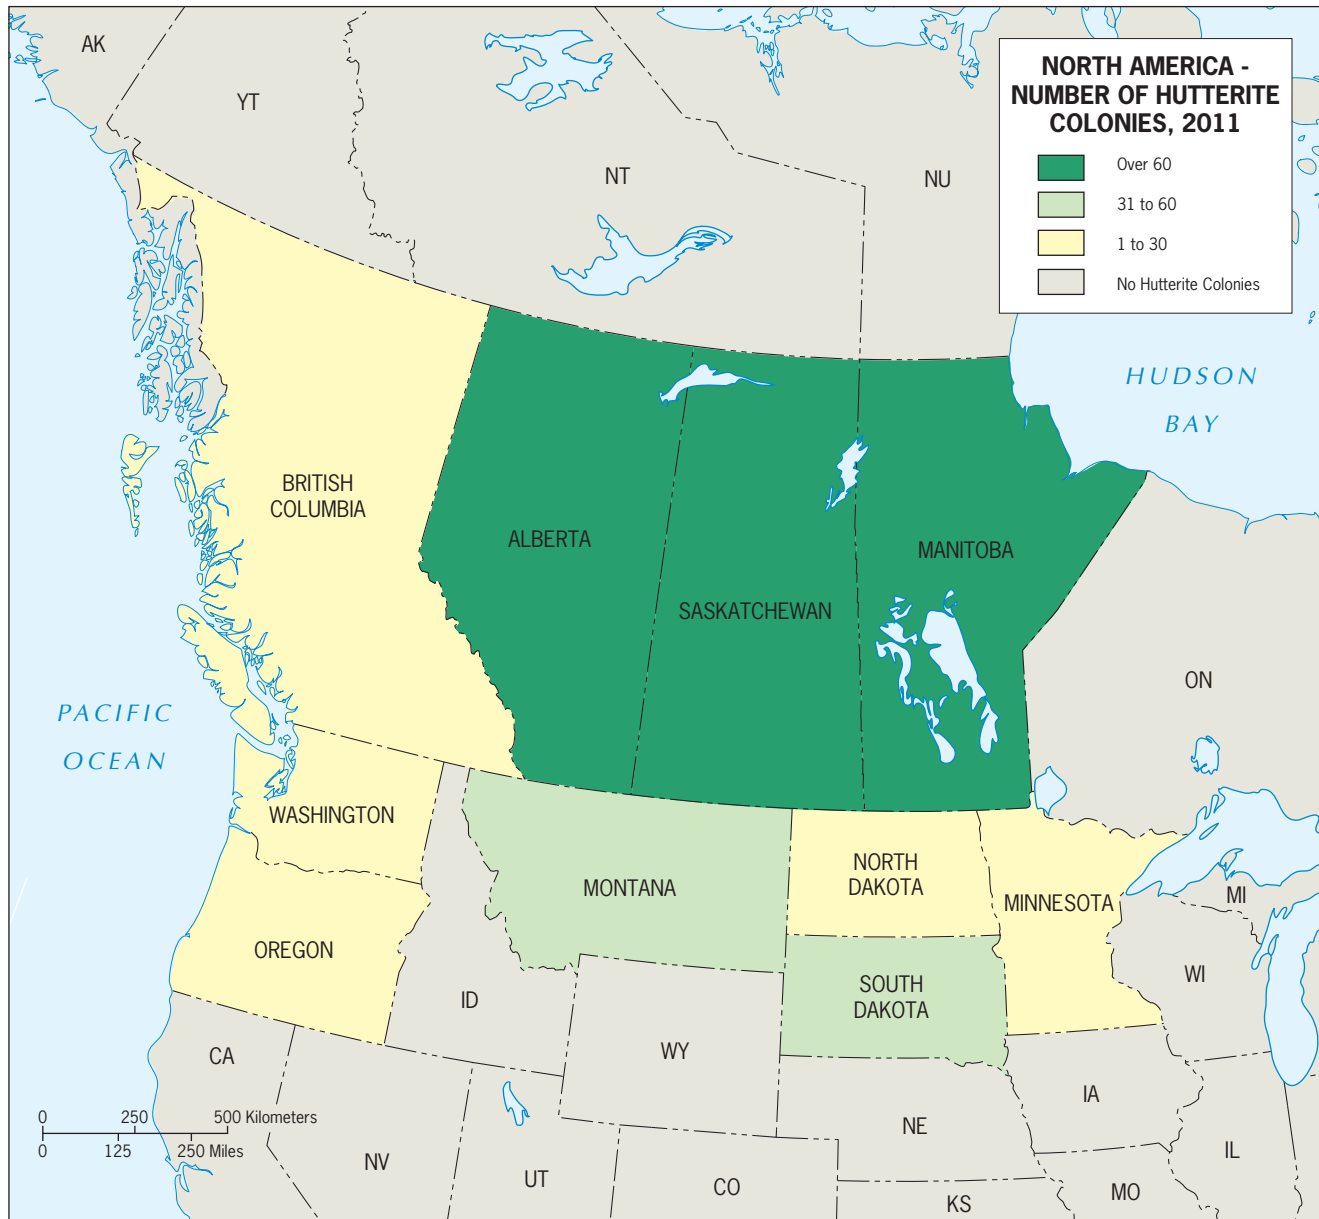 NORTH AMERICA -
NUMBER OF HUTTERITE
COLONIES, 2011
Over 60
31 to 60
1 to 30
No Hutterite Colonies
AK
YT
NT
NU
HUDSON
BAY
BRITISH
COLUMBIA
ALBERTA
SASKATCHEWAN
MANITOBA
ON
PACIFIC
OCEAN
WASHINGTON
OREGON
MONTANA
NORTH
DAKOTA
SOUTH
DAKOTA
MINNESOTA
MI
WI
ID
WY
CA
NV
UT
CO
NE
KS
IA
MO
IL
0 250 500 Kilometers
0 125 250 Miles